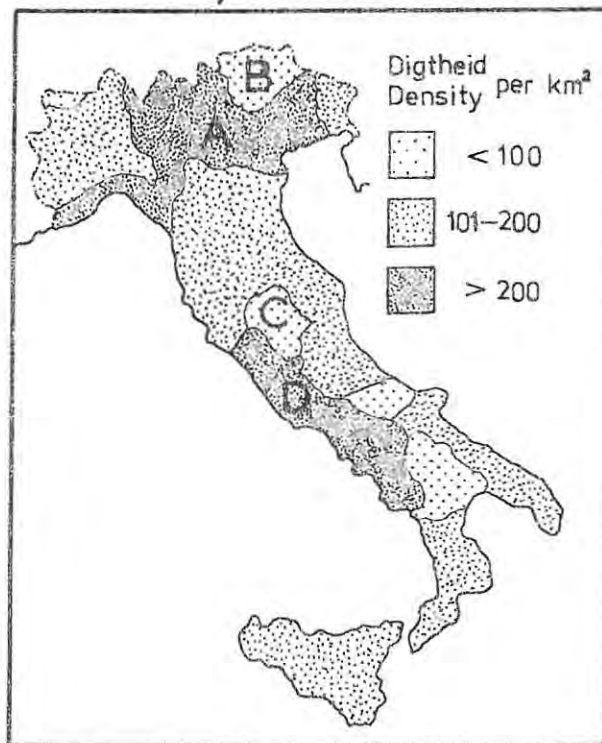 B
A
C
D
Digtheid
Density per km²
< 100
101–200
> 200